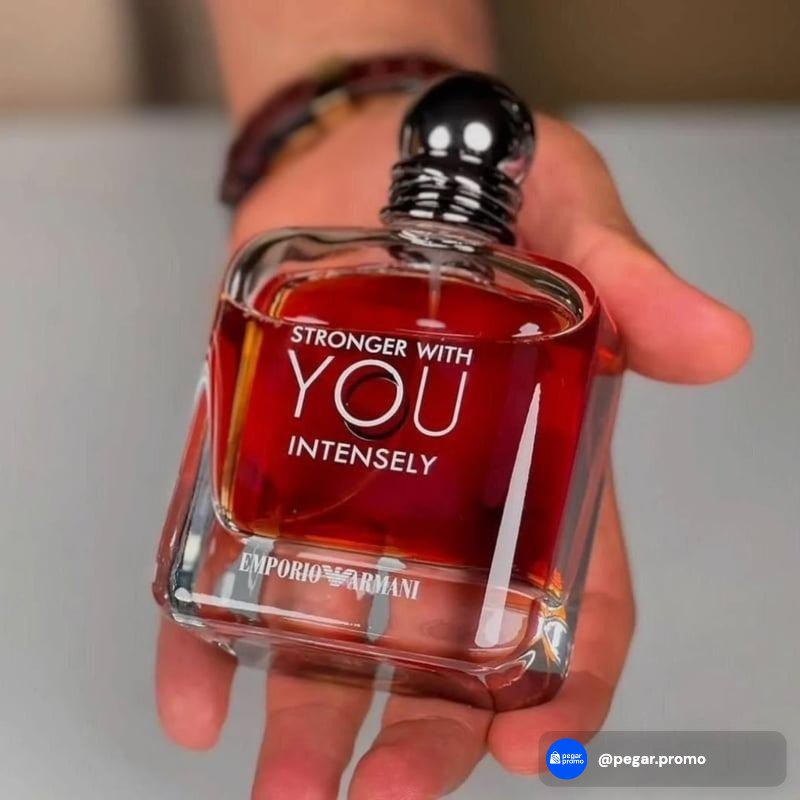 STRONGER WITH
YOU
INTENSELY
EMPORIO ARMANI
pegar
promo
@pegar.promo